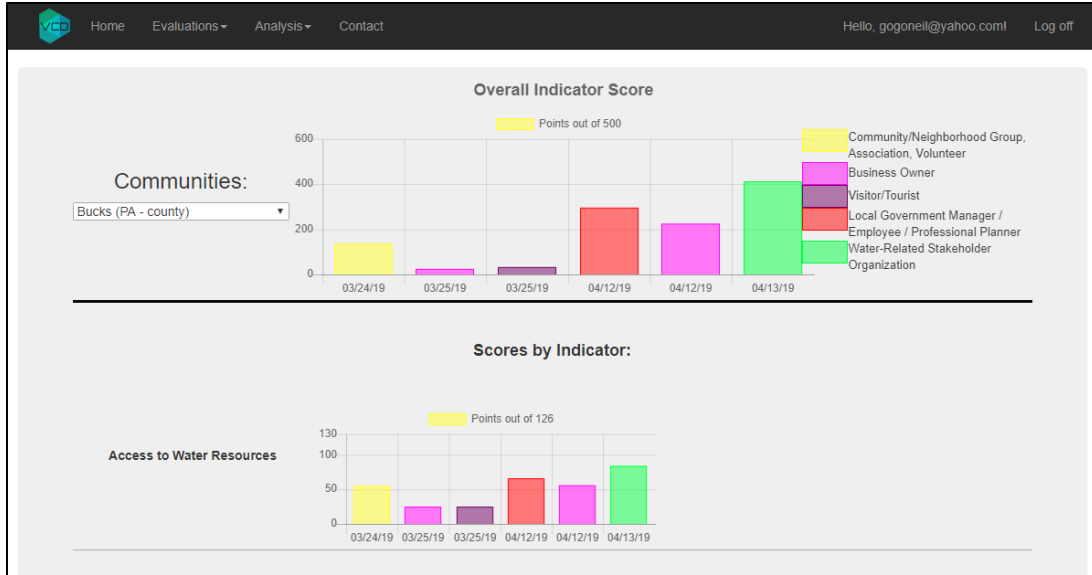 VCD Home Evaluations Analysis Contact Hello, gogoneil@yahoo.com! Log off
Overall Indicator Score
Points out of 500
Communities:
Bucks (PA - county)
600
400
200
0
03/24/19 03/25/19 03/25/19 04/12/19 04/12/19 04/13/19
Community/Neighborhood Group,
Association, Volunteer
Business Owner
Visitor/Tourist
Local Government Manager /
Employee / Professional Planner
Water-Related Stakeholder
Organization
Scores by Indicator:
Points out of 126
Access to Water Resources
130
100
50
0
03/24/19 03/25/19 03/25/19 04/12/19 04/12/19 04/13/19